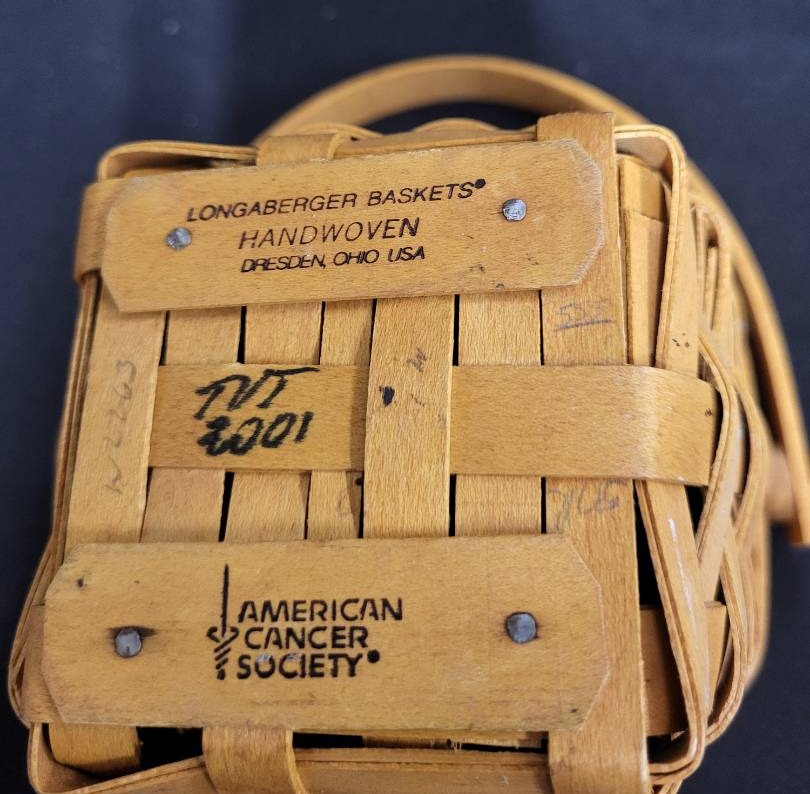 LONGABERGER BASKETS®
HANDWOVEN
DRESDEN, OHIO USA
TVT
2001
AMERICAN
CANCER
SOCIETY®